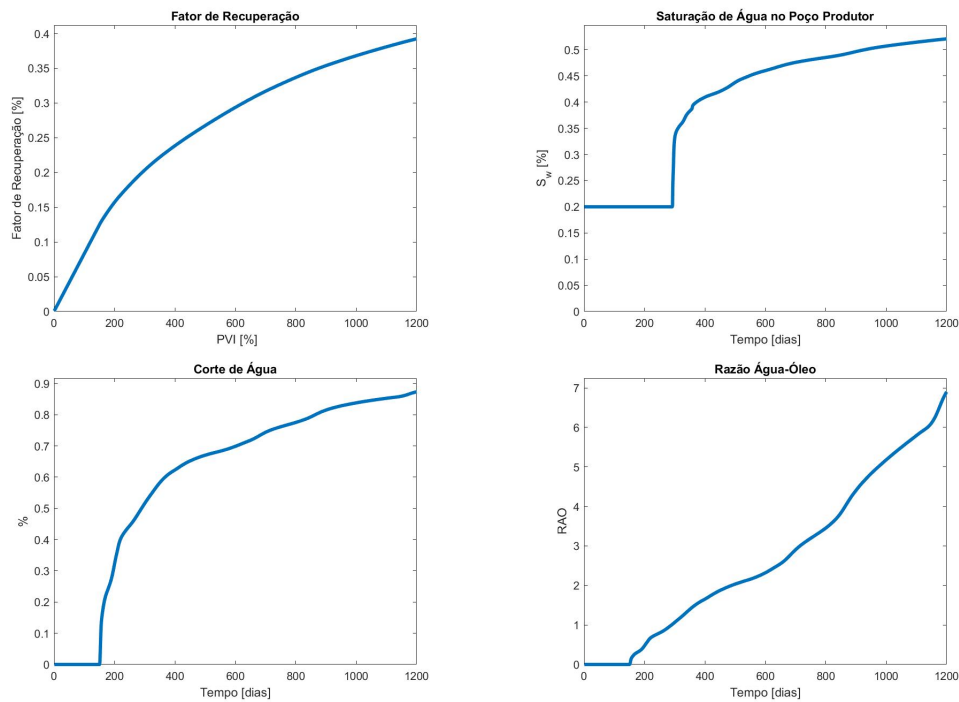 Fator de Recuperação
Fator de Recuperação [%]
0.4
0.35
0.3
0.25
0.2
0.15
0.1
0.05
0
0 200 400 600 800 1000 1200
PVI [%]
Saturação de Água no Poço Produtor
S_w [%]
0.5
0.45
0.4
0.35
0.3
0.25
0.2
0.15
0.1
0.05
0
0 200 400 600 800 1000 1200
Tempo [dias]
Corte de Água
%
0.9
0.8
0.7
0.6
0.5
0.4
0.3
0.2
0.1
0
0 200 400 600 800 1000 1200
Tempo [dias]
Razão Água-Óleo
RAO
7
6
5
4
3
2
1
0
0 200 400 600 800 1000 1200
Tempo [dias]